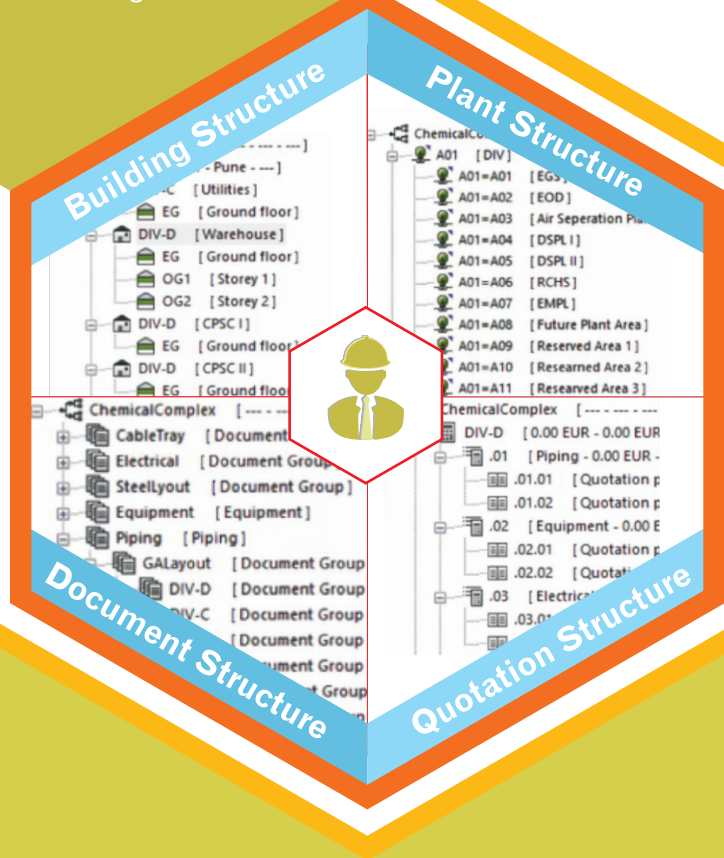 Building Structure
- --- - --- ]
- Pune - --- ]
[ Utilities ]
EG [ Ground floor ]
DIV-D [ Warehouse ]
EG [ Ground floor ]
OG1 [ Storey 1 ]
OG2 [ Storey 2 ]
DIV-D [ CPSC I ]
EG [ Ground floor
DIV-D [ CPSC II ]
EG [ Ground floor
Plant Structure
A01 [ DIV ]
A01=A01 [ EGS ]
A01=A02 [ EOD ]
A01=A03 [ Air Seperation
A01=A04 [ DSPL I ]
A01=A05 [ DSPL II ]
A01=A06 [ RCHS ]
A01=A07 [ EMPL ]
A01=A08 [ Future Plant Area ]
A01=A09 [ Reserved Area 1 ]
A01=A10 [ Researned Area 2 ]
A01=A11 [ Researved Area 3 ]
ChemicalComplex [ --- - ---
CableTray [ Document
Electrical [ Document Group
SteelLyout [ Document Group ]
Equipment [ Equipment ]
Piping [ Piping ]
GALayout [ Document Group
DIV-D [ Document Group
DIV-C [ Document Group
[ Document Group
Group
Group
Document Structure
ChemicalComplex [ --- - --- - ---
DIV-D [ 0.00 EUR - 0.00 EUR
.01 [ Piping - 0.00 EUR -
.01.01 [ Quotation p
.01.02 [ Quotation p
.02 [ Equipment - 0.00 E
.02.01 [ Quotation p
.02.02 [ Quotat
.03 [ Electric
.03.0
Quotation Structure